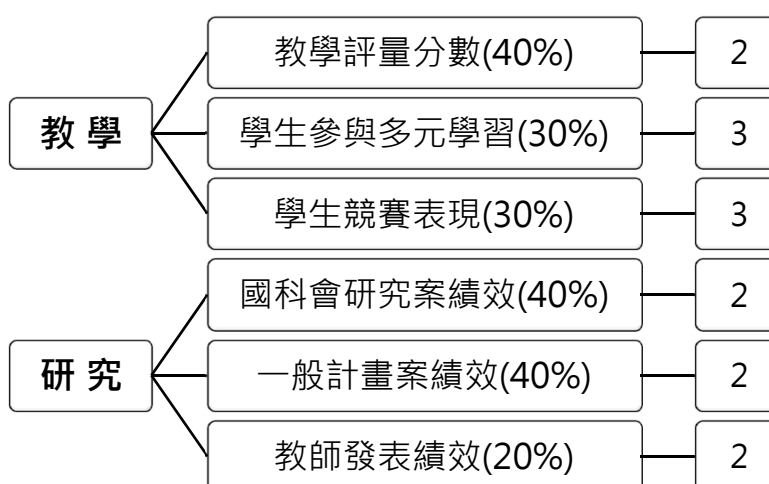 教學
教學評量分數(40%)
2
學生參與多元學習(30%)
3
學生競賽表現(30%)
3
研究
國科會研究案績效(40%)
2
一般計畫案績效(40%)
2
教師發表績效(20%)
2